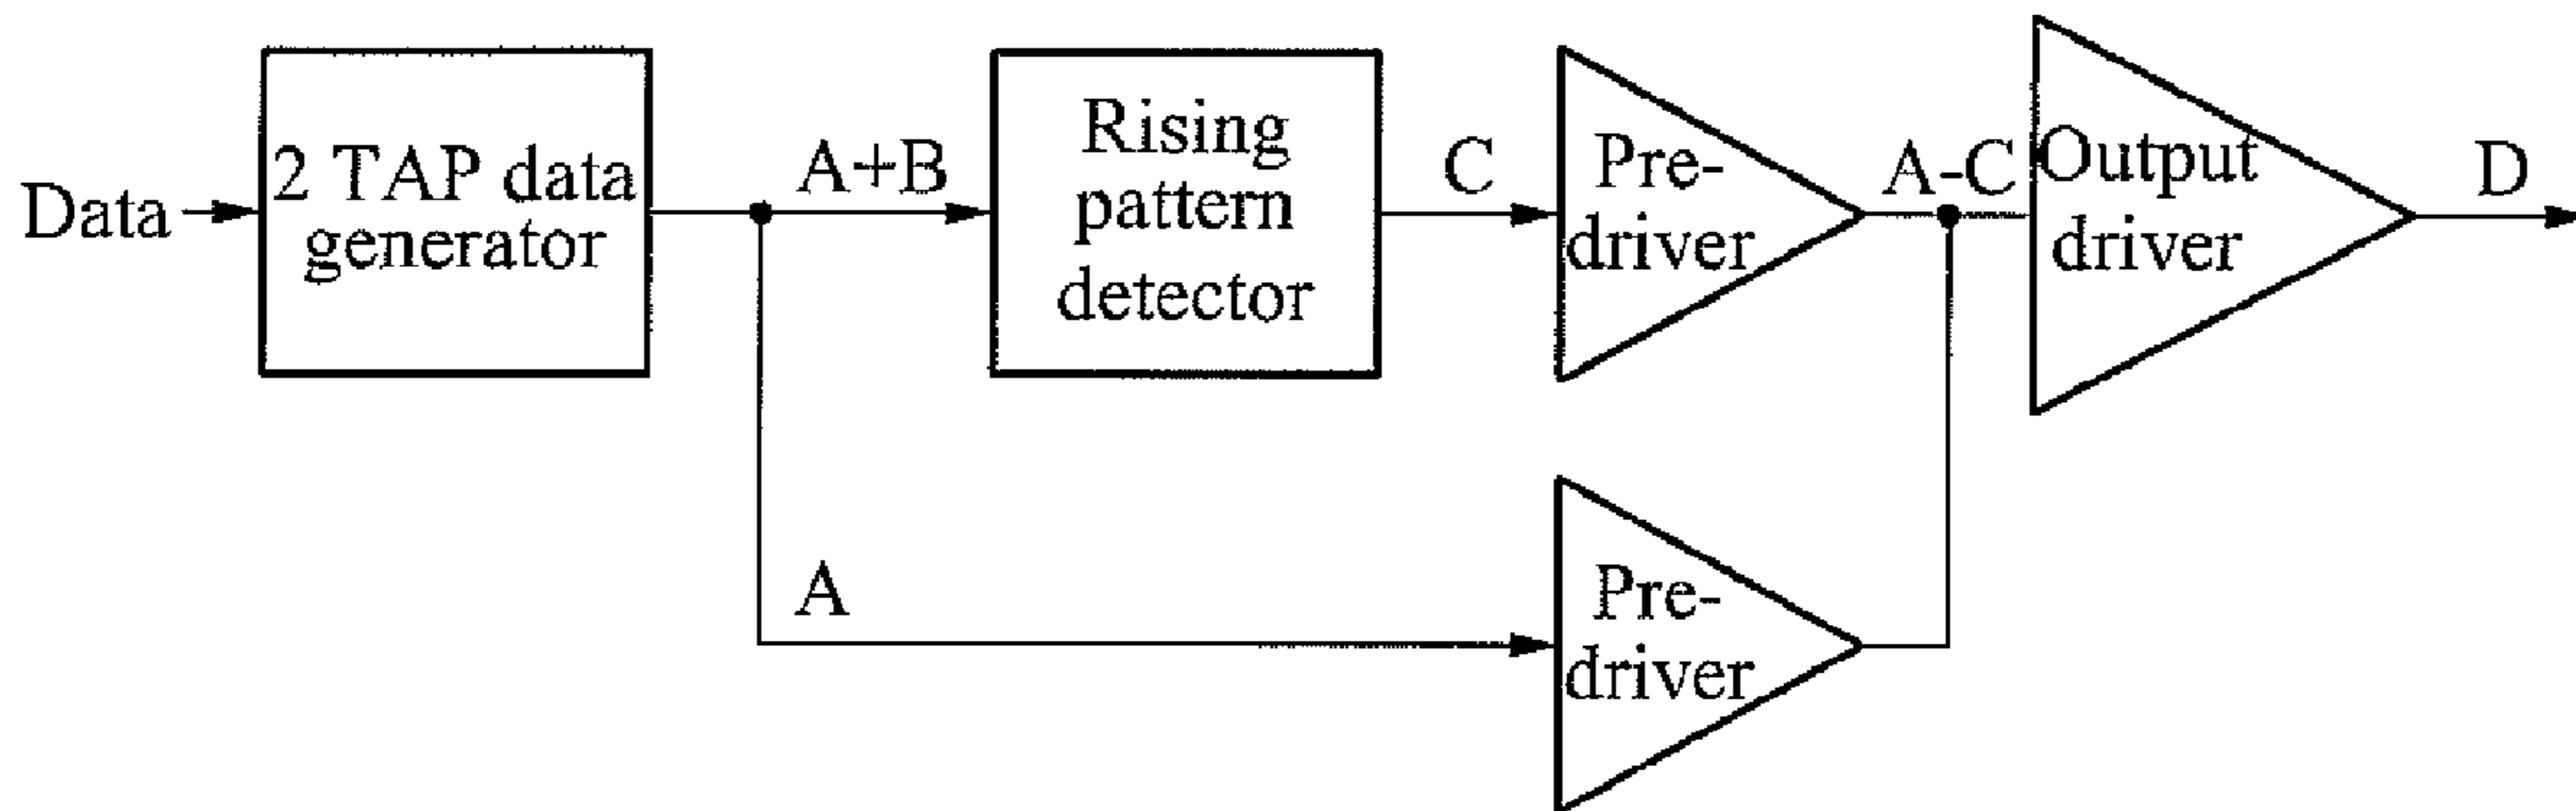 Data
2 TAP data
generator
A+B
Rising
pattern
detector
C
Pre-
driver
A-C
Output
driver
D
A
Pre-
driver